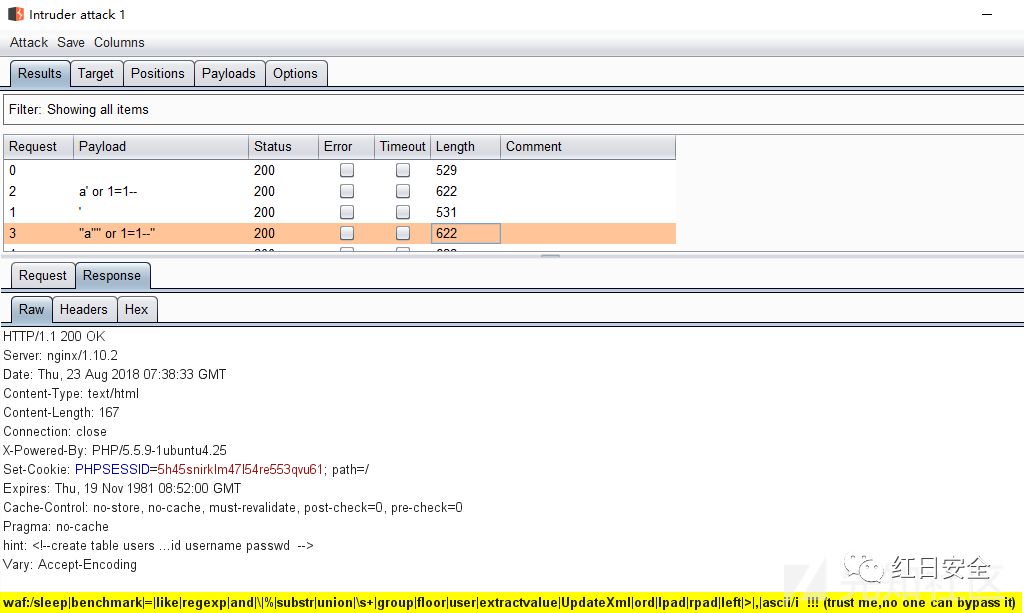 Intruder attack 1
Attack Save Columns
Results Target Positions Payloads Options
Filter: Showing all items
Request Payload Status Error Timeout Length Comment
0 200 529
2 a' or 1=1-- 200 622
1 ' 200 531
3 "a"" or 1=1--" 200 622
Request Response
Raw Headers Hex
HTTP/1.1 200 OK
Server: nginx/1.10.2
Date: Thu, 23 Aug 2018 07:38:33 GMT
Content-Type: text/html
Content-Length: 167
Connection: close
X-Powered-By: PHP/5.5.9-1ubuntu4.25
Set-Cookie: PHPSESSID=5h45snirklm47l54re553qvu61; path=/
Expires: Thu, 19 Nov 1981 08:52:00 GMT
Cache-Control: no-store, no-cache, must-revalidate, post-check=0, pre-check=0
Pragma: no-cache
hint: <!--create table users ...id username passwd -->
Vary: Accept-Encoding
红日安全
waf:/sleep|benchmark|=|like|regexp|and|\|%|substr|union|\s+|group|floor|user|extractvalue|UpdateXml|ord|lpad|rpad|left|>|,|ascii/i !!! (trust me,no one can bypass it)